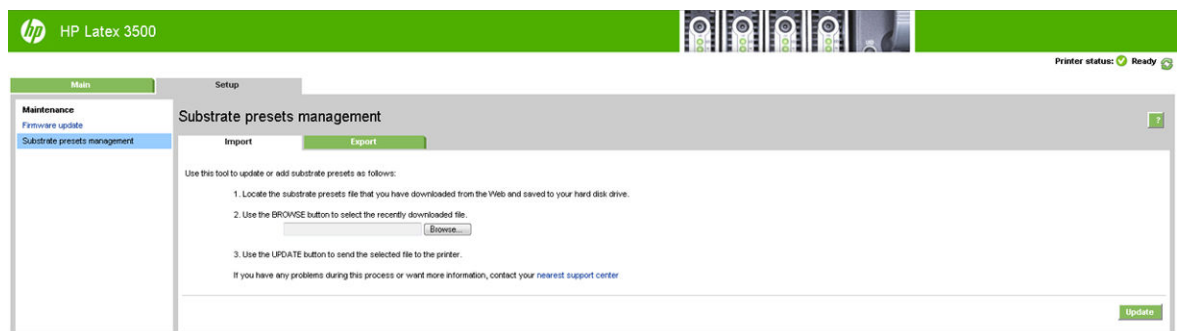 hp HP Latex 3500
Printer status: Ready
Main Setup
Maintenance
Firmware update
Substrate presets management
Substrate presets management
?
Import Export
Use this tool to update or add substrate presets as follows:
1. Locate the substrate presets file that you have downloaded from the Web and saved to your hard disk drive.
2. Use the BROWSE button to select the recently downloaded file.
Browse...
3. Use the UPDATE button to send the selected file to the printer.
If you have any problems during this process or want more information, contact your nearest support center
Update